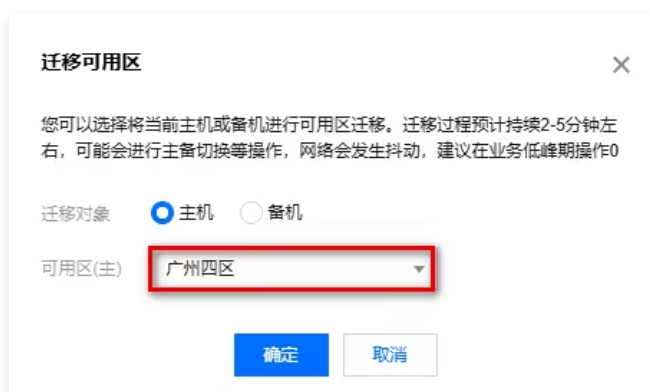 迁移可用区
您可以选择将当前主机或备机进行可用区迁移。迁移过程预计持续2-5分钟左
右，可能会进行主备切换等操作，网络会发生抖动，建议在业务低峰期操作0
迁移对象 主机 备机
可用区(主) 广州四区
确定 取消